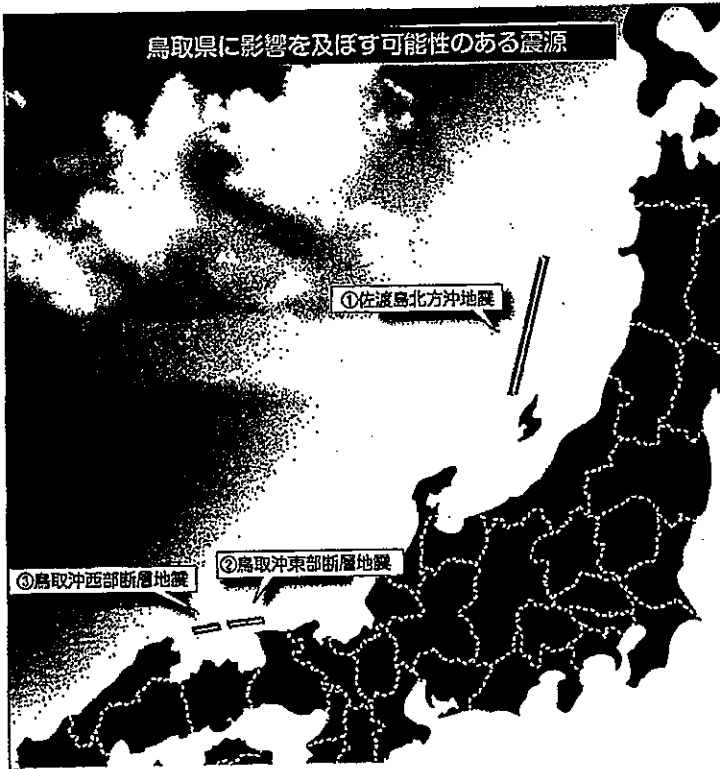 鳥取県に影響を及ぼす可能性のある震源
①佐渡島北方沖地震
②鳥取沖東部断層地震
③鳥取沖西部断層地震